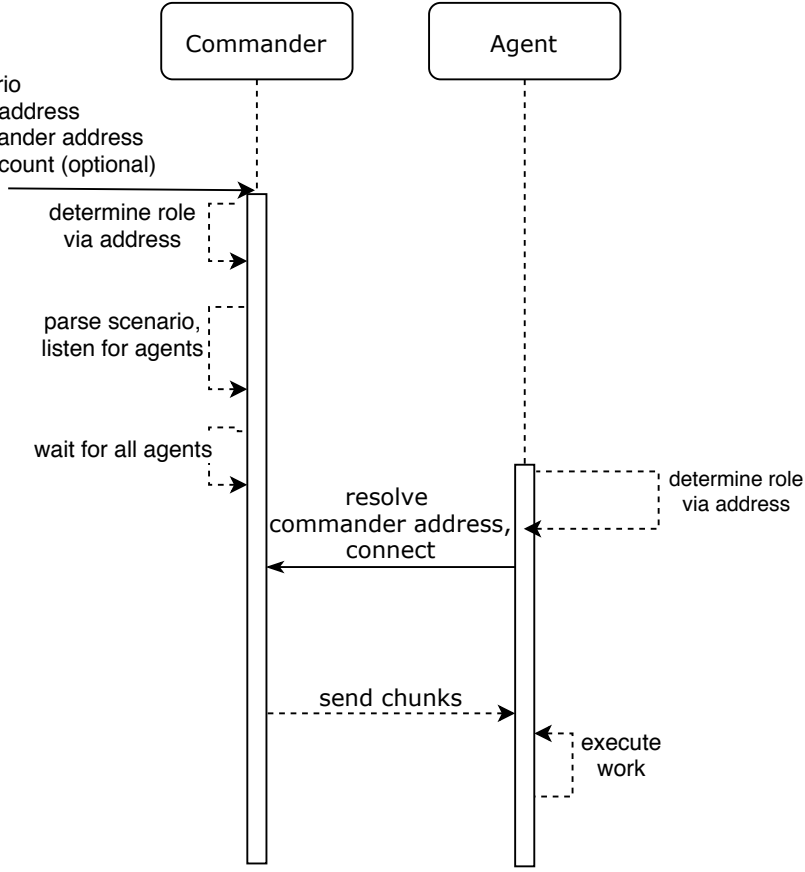 Commander
Agent
rio
address
ander address
count (optional)
determine role
via address
parse scenario,
listen for agents
wait for all agents
determine role
via address
resolve
commander address,
connect
send chunks
execute
work